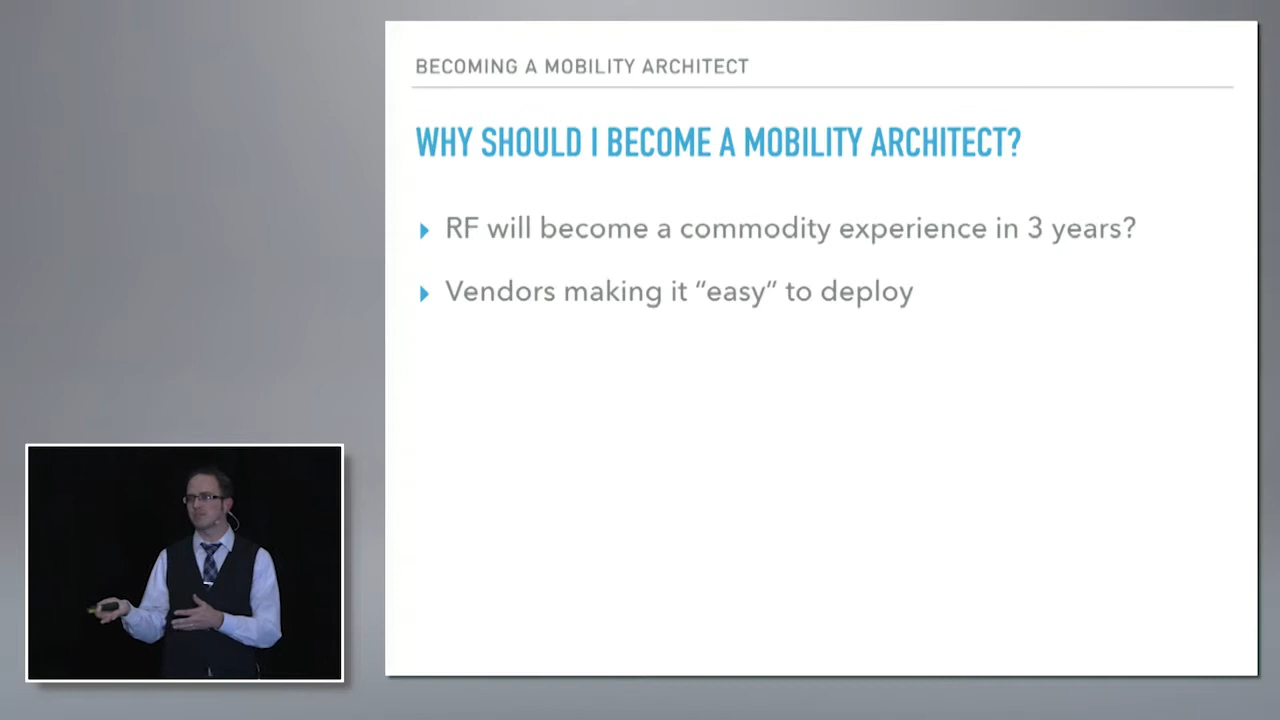 BECOMING A MOBILITY ARCHITECT
WHY SHOULD I BECOME A MOBILITY ARCHITECT?
RF will become a commodity experience in 3 years?
Vendors making it “easy” to deploy